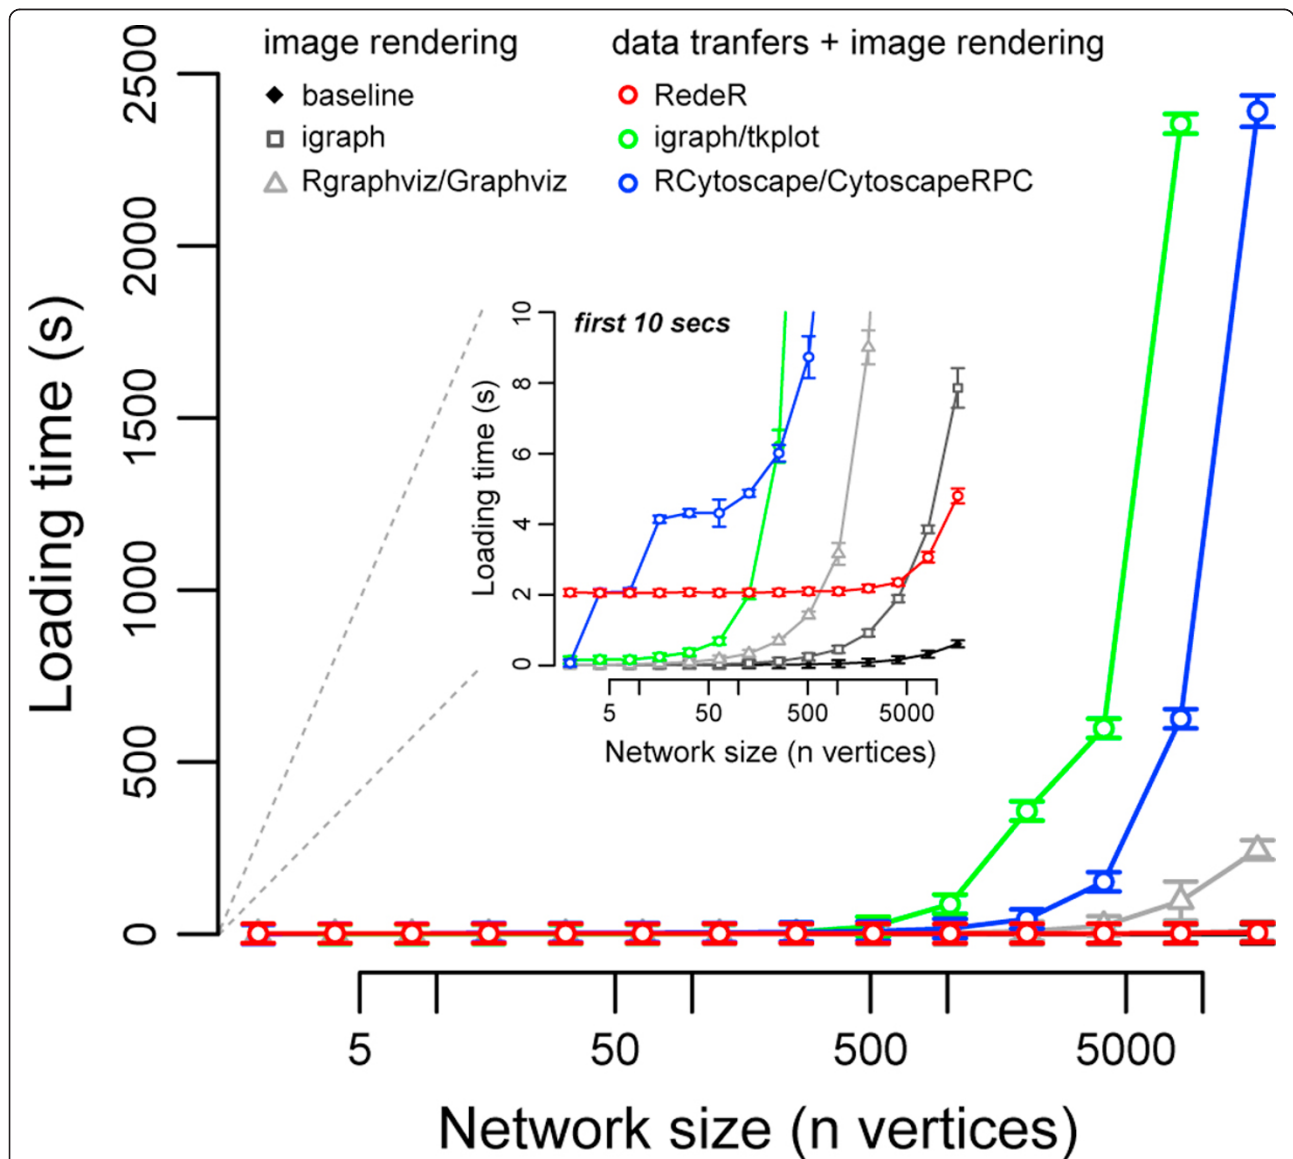 image rendering
data tranfers + image rendering
baseline
RedeR
igraph
igraph/tkplot
Rgraphviz/Graphviz
RCytoscape/CytoscapeRPC
Loading time (s)
2500
2000
1500
1000
500
0
first 10 secs
Loading time (s)
10
8
6
4
2
0
5 50 500 5000
Network size (n vertices)
5 50 500 5000
Network size (n vertices)